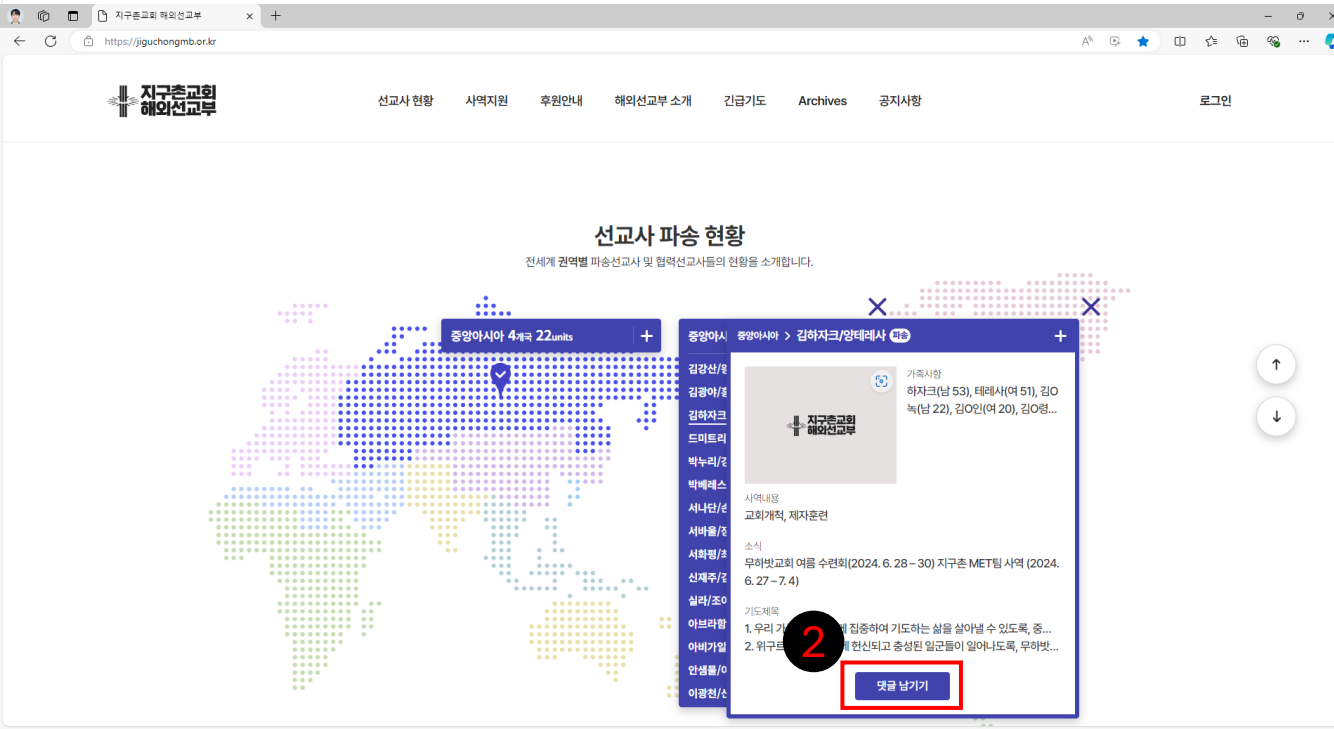 지구촌교회 해외선교부
https://jiguchongmb.or.kr
지구촌교회
해외선교부
선교사 현황 사역지원 후원안내 해외선교부 소개 긴급기도 Archives 공지사항 로그인
선교사 파송 현황
전세계 권역별 파송선교사 및 협력선교사들의 현황을 소개합니다.
중앙아시아 4개국 22units
중앙아시
김강산/
김광야/
김하자크
드미트리
박누리/
박베레스
서나단/
서바울/
서화평/
신재주/
실라/조이
아브라함
아비가일
안샘물/
이광천/
중앙아시아 > 김하자크/양테레사 파송
지구촌교회
해외선교부
가족사항
하자크(남 53), 테레사(여 51), 김O
녹(남 22), 김O인(여 20), 김O령...
사역내용
교회개척, 제자훈련
소식
무하밧교회 여름 수련회(2024. 6. 28 – 30) 지구촌 MET팀 사역 (2024.
6. 27 – 7. 4)
기도제목
1. 우리 집중하여 기도하는 삶을 살아낼 수 있도록, 중...
2. 위구르 헌신되고 충성된 일군들이 일어나도록, 무하밧...
2
댓글 남기기